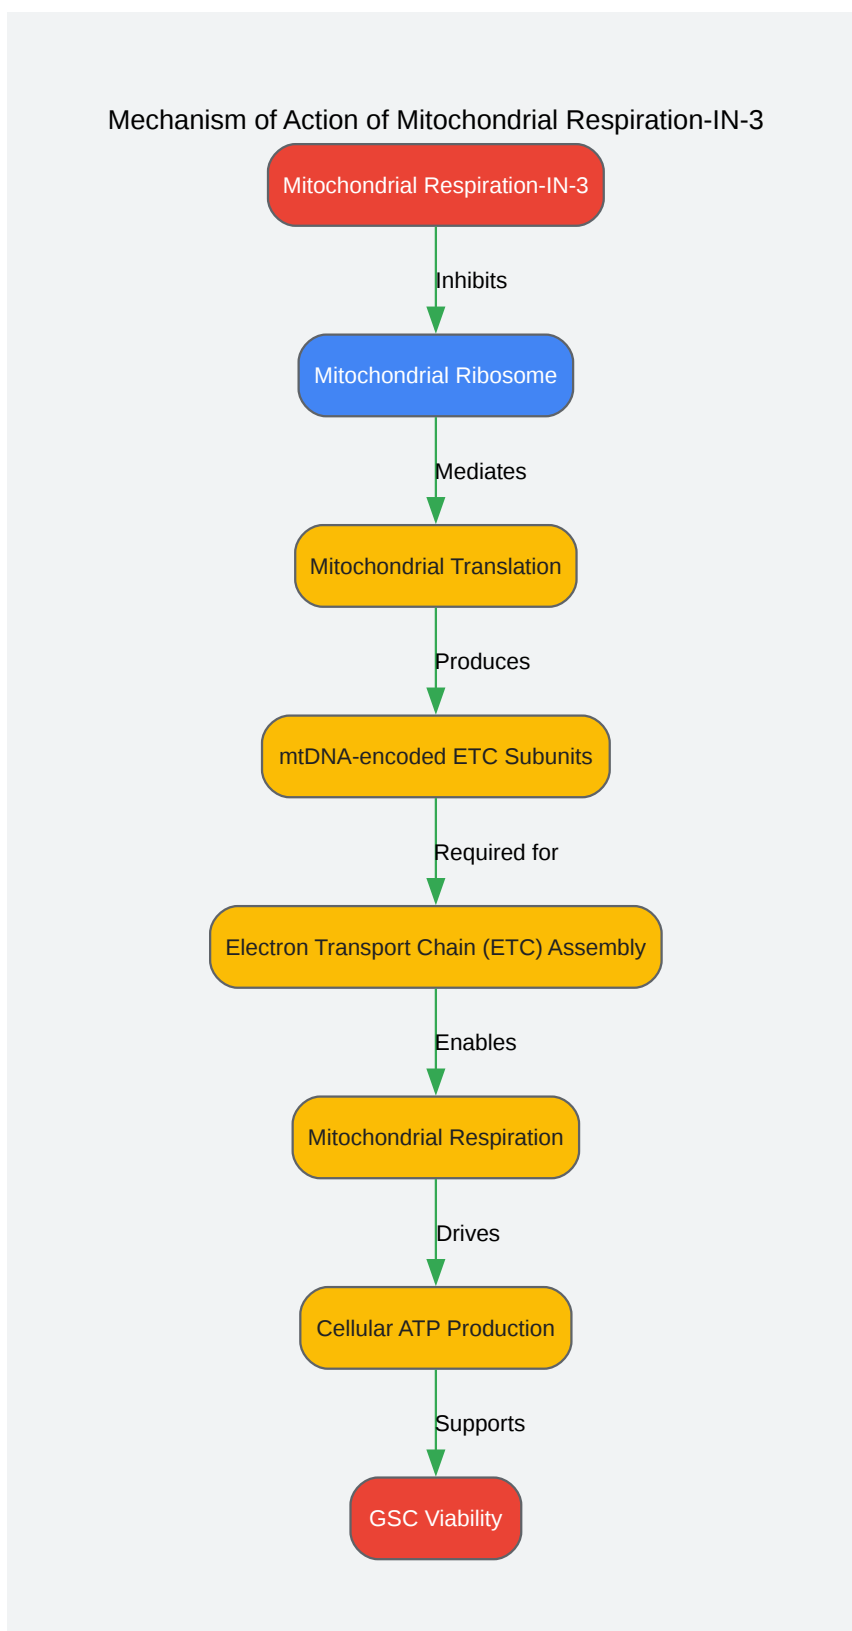 Mechanism of Action of Mitochondrial Respiration-IN-3
Mitochondrial Respiration-IN-3
Inhibits
Mitochondrial Ribosome
Mediates
Mitochondrial Translation
Produces
mtDNA-encoded ETC Subunits
Required for
Electron Transport Chain (ETC) Assembly
Enables
Mitochondrial Respiration
Drives
Cellular ATP Production
Supports
GSC Viability